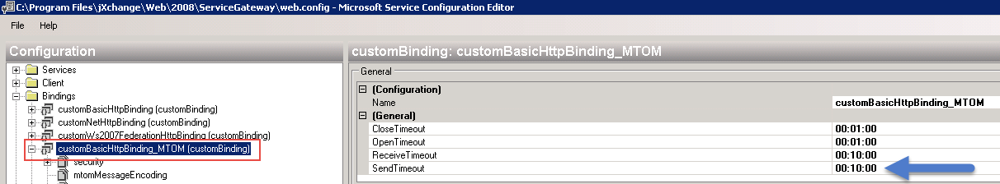 C:\Program Files\jXchange\Web\2008\ServiceGateway\web.config - Microsoft Service Configuration Editor
File Help
Configuration
Services
Client
Bindings
customBasicHttpBinding (customBinding)
customNetHttpBinding (customBinding)
customWs2007FederationHttpBinding (customBinding)
customBasicHttpBinding_MTOM (customBinding)
security
mtomMessageEncoding
customBinding: customBasicHttpBinding_MTOM
General
(Configuration)
Name customBasicHttpBinding_MTOM
(General)
CloseTimeout 00:01:00
OpenTimeout 00:01:00
ReceiveTimeout 00:10:00
SendTimeout 00:10:00